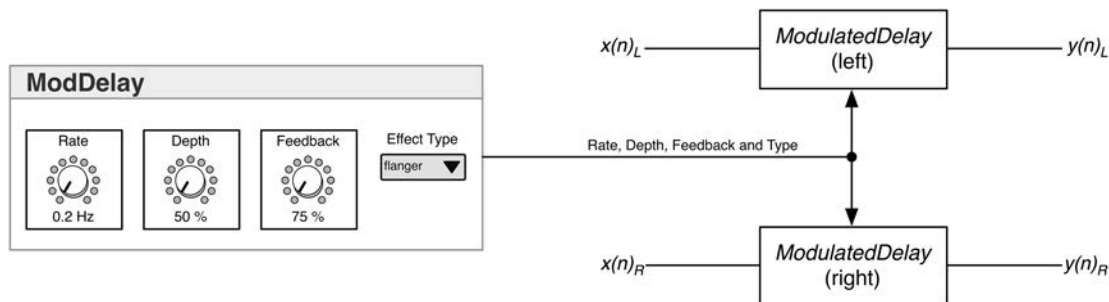 ModDelay
Rate
Depth
Feedback
Effect Type
flanger
0.2 Hz
50 %
75 %
Rate, Depth, Feedback and Type
x(n)L
ModulatedDelay
(left)
y(n)L
x(n)R
ModulatedDelay
(right)
y(n)R